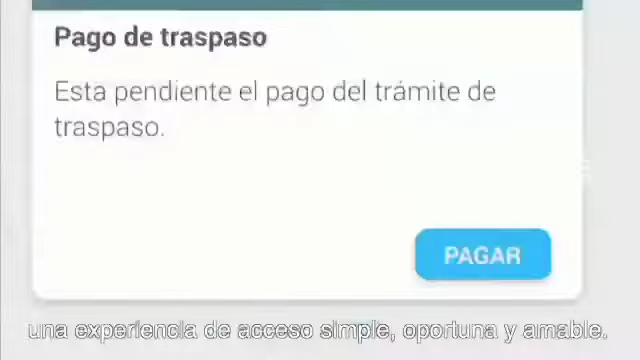 Pago de traspaso
Esta pendiente el pago del trámite de
traspaso.
PAGAR
una experiencia de acceso simple, oportuna y amable.